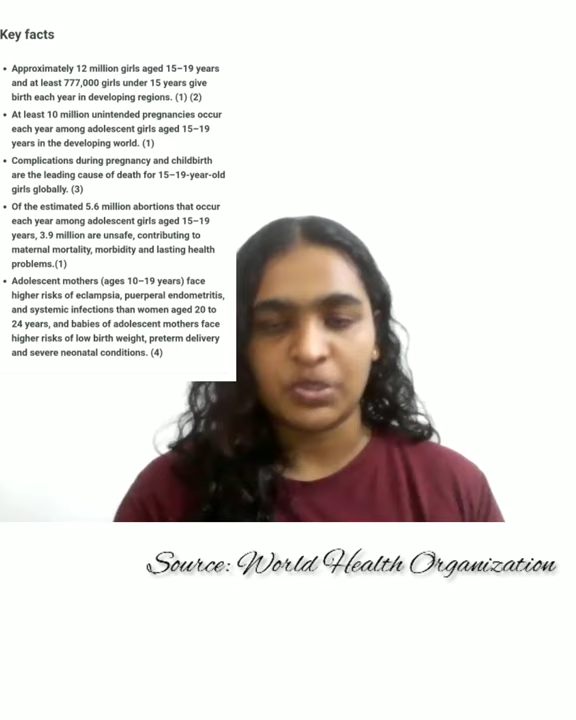 Key facts
• Approximately 12 million girls aged 15–19 years
and at least 777,000 girls under 15 years give
birth each year in developing regions. (1) (2)
• At least 10 million unintended pregnancies occur
each year among adolescent girls aged 15–19
years in the developing world. (1)
• Complications during pregnancy and childbirth
are the leading cause of death for 15–19-year-old
girls globally. (3)
• Of the estimated 5.6 million abortions that occur
each year among adolescent girls aged 15–19
years, 3.9 million are unsafe, contributing to
maternal mortality, morbidity and lasting health
problems.(1)
• Adolescent mothers (ages 10–19 years) face
higher risks of eclampsia, puerperal endometritis,
and systemic infections than women aged 20 to
24 years, and babies of adolescent mothers face
higher risks of low birth weight, preterm delivery
and severe neonatal conditions. (4)
Source: World Health Organization